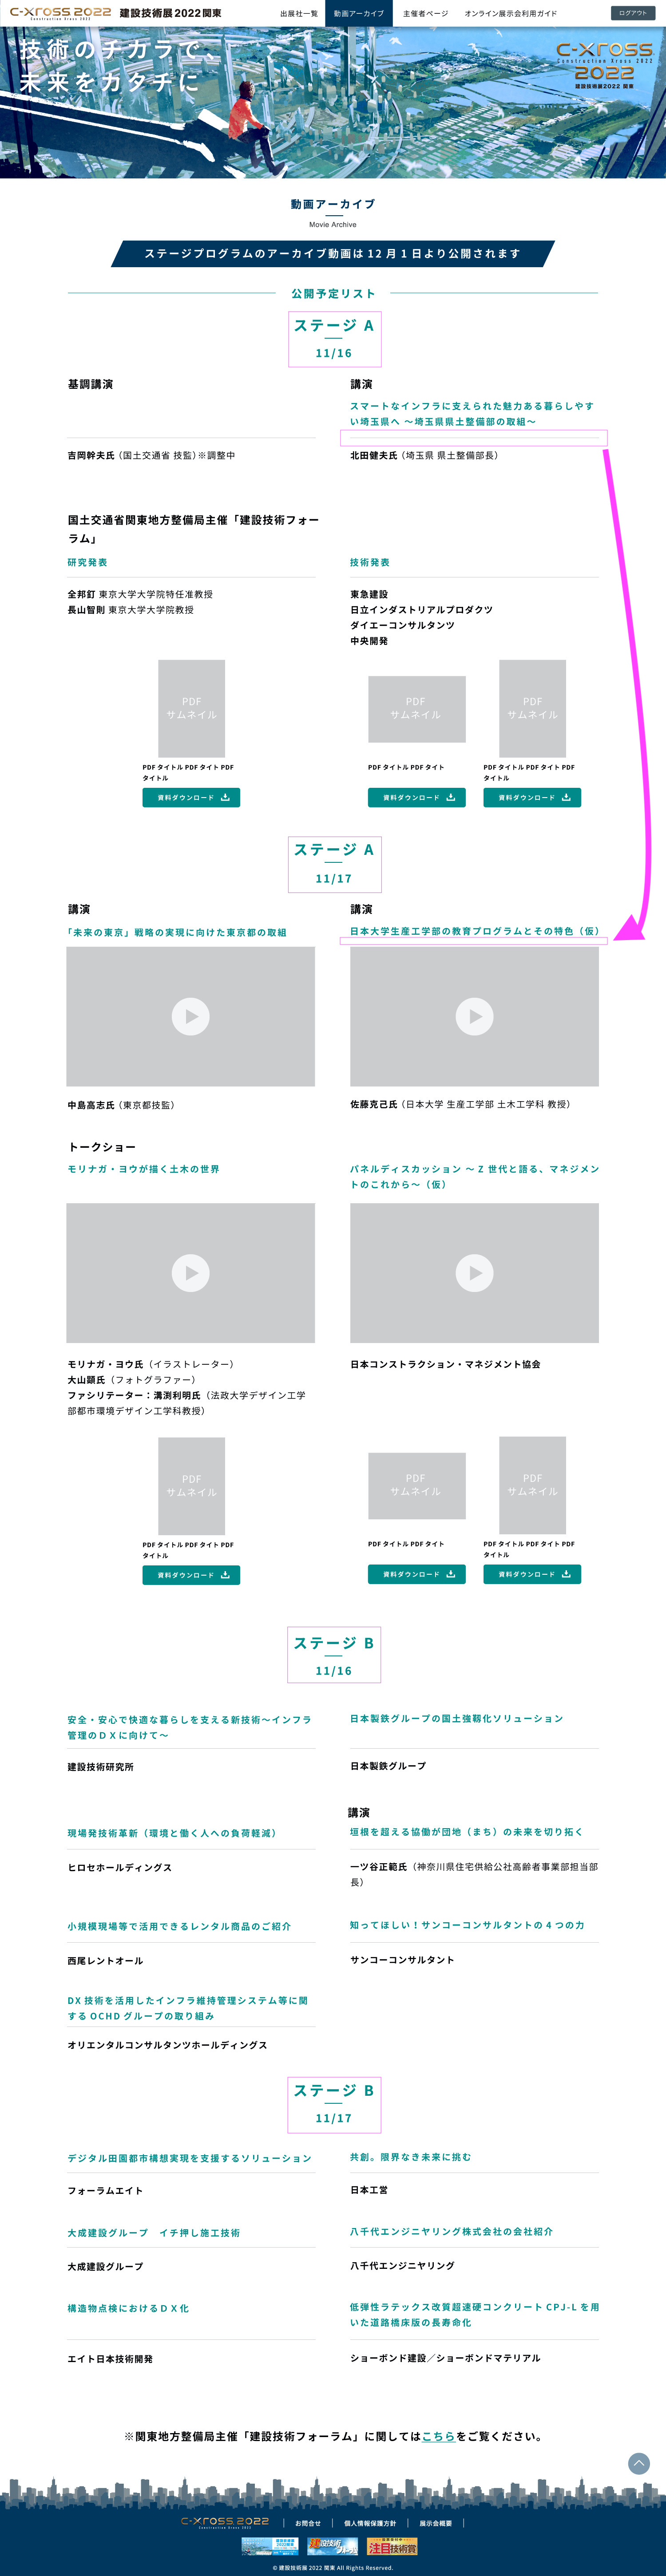 C-XROSS 2022 建設技術展2022関東 出展社一覧 動画アーカイブ 主催者ページ オンライン展示会利用ガイド ログアウト
Construction Xross 2022
技術のチカラで、
未来をカタチに
C-XROSS
Construction Xross 2022
2022
建設技術展2022 関東
動画アーカイブ
Movie Archive
ステージプログラムのアーカイブ動画は 12 月 1 日より公開されます
公開予定リスト
ステージ A
11/16
基調講演
吉岡幹夫氏（国土交通省 技監）※調整中
講演
スマートなインフラに支えられた魅力ある暮らしやす
い埼玉県へ ～埼玉県県土整備部の取組～
北田健夫氏（埼玉県 県土整備部長）
国土交通省関東地方整備局主催「建設技術フォー
ラム」
研究発表
全邦釘 東京大学大学院特任准教授
長山智則 東京大学大学院教授
PDF
サムネイル
PDF タイトル PDF タイト PDF
タイトル
資料ダウンロード
技術発表
東急建設
日立インダストリアルプロダクツ
ダイエーコンサルタンツ
中央開発
PDF
サムネイル
PDF タイトル PDF タイト
資料ダウンロード
PDF
サムネイル
PDF タイトル PDF タイト PDF
タイトル
資料ダウンロード
ステージ A
11/17
講演
「未来の東京」戦略の実現に向けた東京都の取組
中島高志氏（東京都技監）
講演
日本大学生産工学部の教育プログラムとその特色（仮）
佐藤克己氏（日本大学 生産工学部 土木工学科 教授）
トークショー
モリナガ・ヨウが描く土木の世界
モリナガ・ヨウ氏（イラストレーター）
大山顕氏（フォトグラファー）
ファシリテーター：溝渕利明氏（法政大学デザイン工学
部都市環境デザイン工学科教授）
PDF
サムネイル
PDF タイトル PDF タイト PDF
タイトル
資料ダウンロード
パネルディスカッション ～ Z 世代と語る、マネジメン
トのこれから～（仮）
日本コンストラクション・マネジメント協会
PDF
サムネイル
PDF タイトル PDF タイト
資料ダウンロード
PDF
サムネイル
PDF タイトル PDF タイト PDF
タイトル
資料ダウンロード
ステージ B
11/16
安全・安心で快適な暮らしを支える新技術～インフラ
管理のＤＸに向けて～
建設技術研究所
日本製鉄グループの国土強靱化ソリューション
日本製鉄グループ
現場発技術革新（環境と働く人への負荷軽減）
ヒロセホールディングス
講演
垣根を超える協働が団地（まち）の未来を切り拓く
一ツ谷正範氏（神奈川県住宅供給公社高齢者事業部担当部
長）
小規模現場等で活用できるレンタル商品のご紹介
西尾レントオール
知ってほしい！サンコーコンサルタントの 4 つの力
サンコーコンサルタント
DX 技術を活用したインフラ維持管理システム等に関
する OCHD グループの取り組み
オリエンタルコンサルタンツホールディングス
ステージ B
11/17
デジタル田園都市構想実現を支援するソリューション
フォーラムエイト
共創。限界なき未来に挑む
日本工営
大成建設グループ　イチ押し施工技術
大成建設グループ
八千代エンジニヤリング株式会社の会社紹介
八千代エンジニヤリング
構造物点検におけるＤＸ化
エイト日本技術開発
低弾性ラテックス改質超速硬コンクリート CPJ-L を用
いた道路橋床版の長寿命化
ショーボンド建設／ショーボンドマテリアル
※関東地方整備局主催「建設技術フォーラム」に関してはこちらをご覧ください。
C-XROSS 2022 お問合せ 個人情報保護方針 展示会概要
Construction Xross 2022
建設技術 注目技術賞
© 建設技術展 2022 関東 All Rights Reserved.